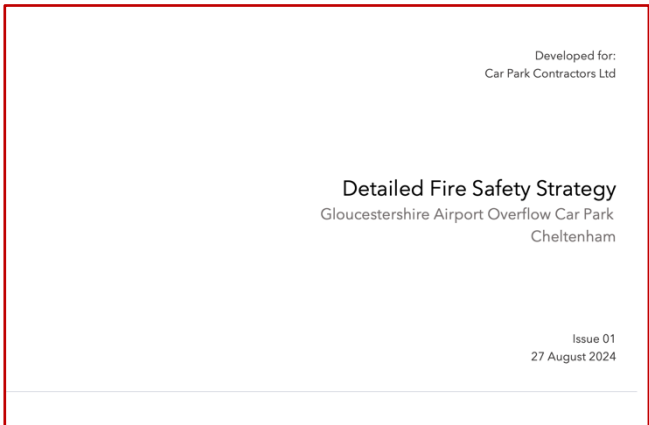 Developed for:
Car Park Contractors Ltd
Detailed Fire Safety Strategy
Gloucestershire Airport Overflow Car Park
Cheltenham
Issue 01
27 August 2024